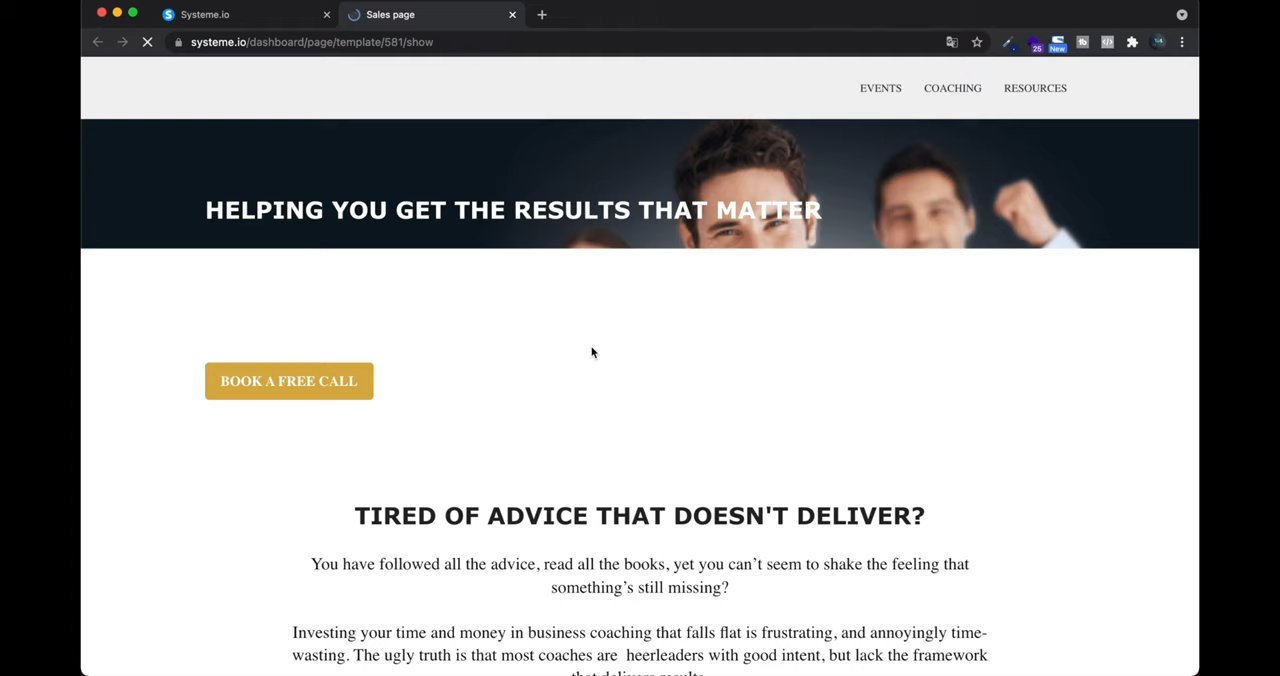 Systeme.io
Sales page
systeme.io/dashboard/page/template/581/show
25
New
EVENTS COACHING RESOURCES
HELPING YOU GET THE RESULTS THAT MATTER
BOOK A FREE CALL
TIRED OF ADVICE THAT DOESN'T DELIVER?
You have followed all the advice, read all the books, yet you can’t seem to shake the feeling that
something’s still missing?
Investing your time and money in business coaching that falls flat is frustrating, and annoyingly time-
wasting. The ugly truth is that most coaches are heerleaders with good intent, but lack the framework
that delivers results.